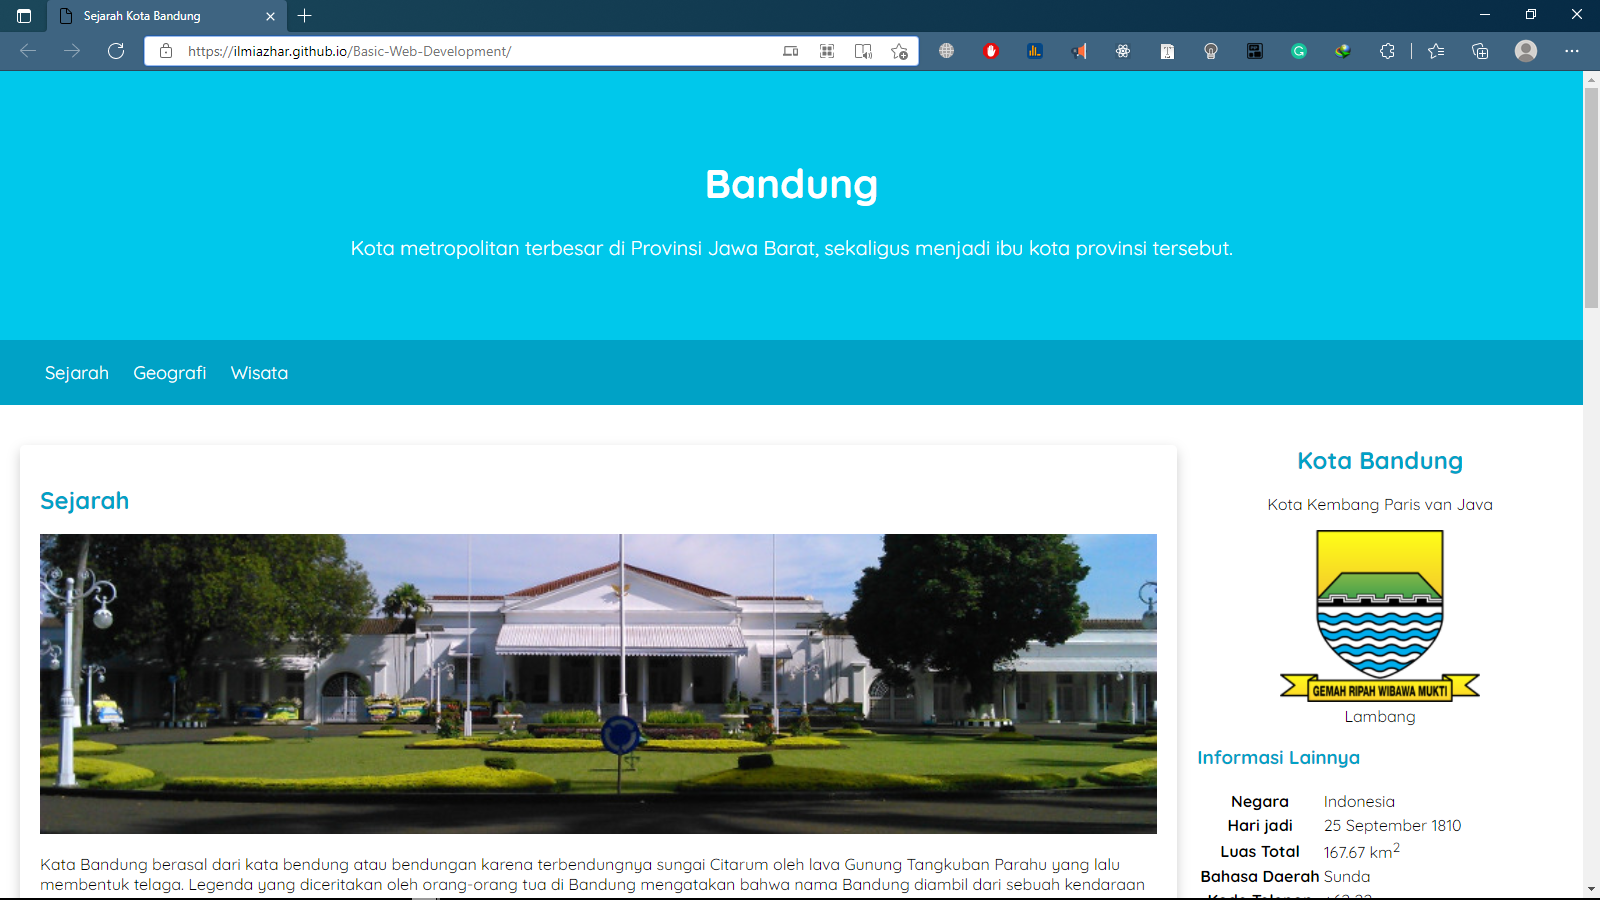 Sejarah Kota Bandung
https://ilmiazhar.github.io/Basic-Web-Development/
Bandung
Kota metropolitan terbesar di Provinsi Jawa Barat, sekaligus menjadi ibu kota provinsi tersebut.
Sejarah Geografi Wisata
Sejarah
Kata Bandung berasal dari kata bendung atau bendungan karena terbendungnya sungai Citarum oleh lava Gunung Tangkuban Parahu yang lalu
membentuk telaga. Legenda yang diceritakan oleh orang-orang tua di Bandung mengatakan bahwa nama Bandung diambil dari sebuah kendaraan
Kota Bandung
Kota Kembang Paris van Java
GEMAH RIPAH WIBAWA MUKTI
Lambang
Informasi Lainnya
Negara Indonesia
Hari jadi 25 September 1810
Luas Total 167.67 km2
Bahasa Daerah Sunda